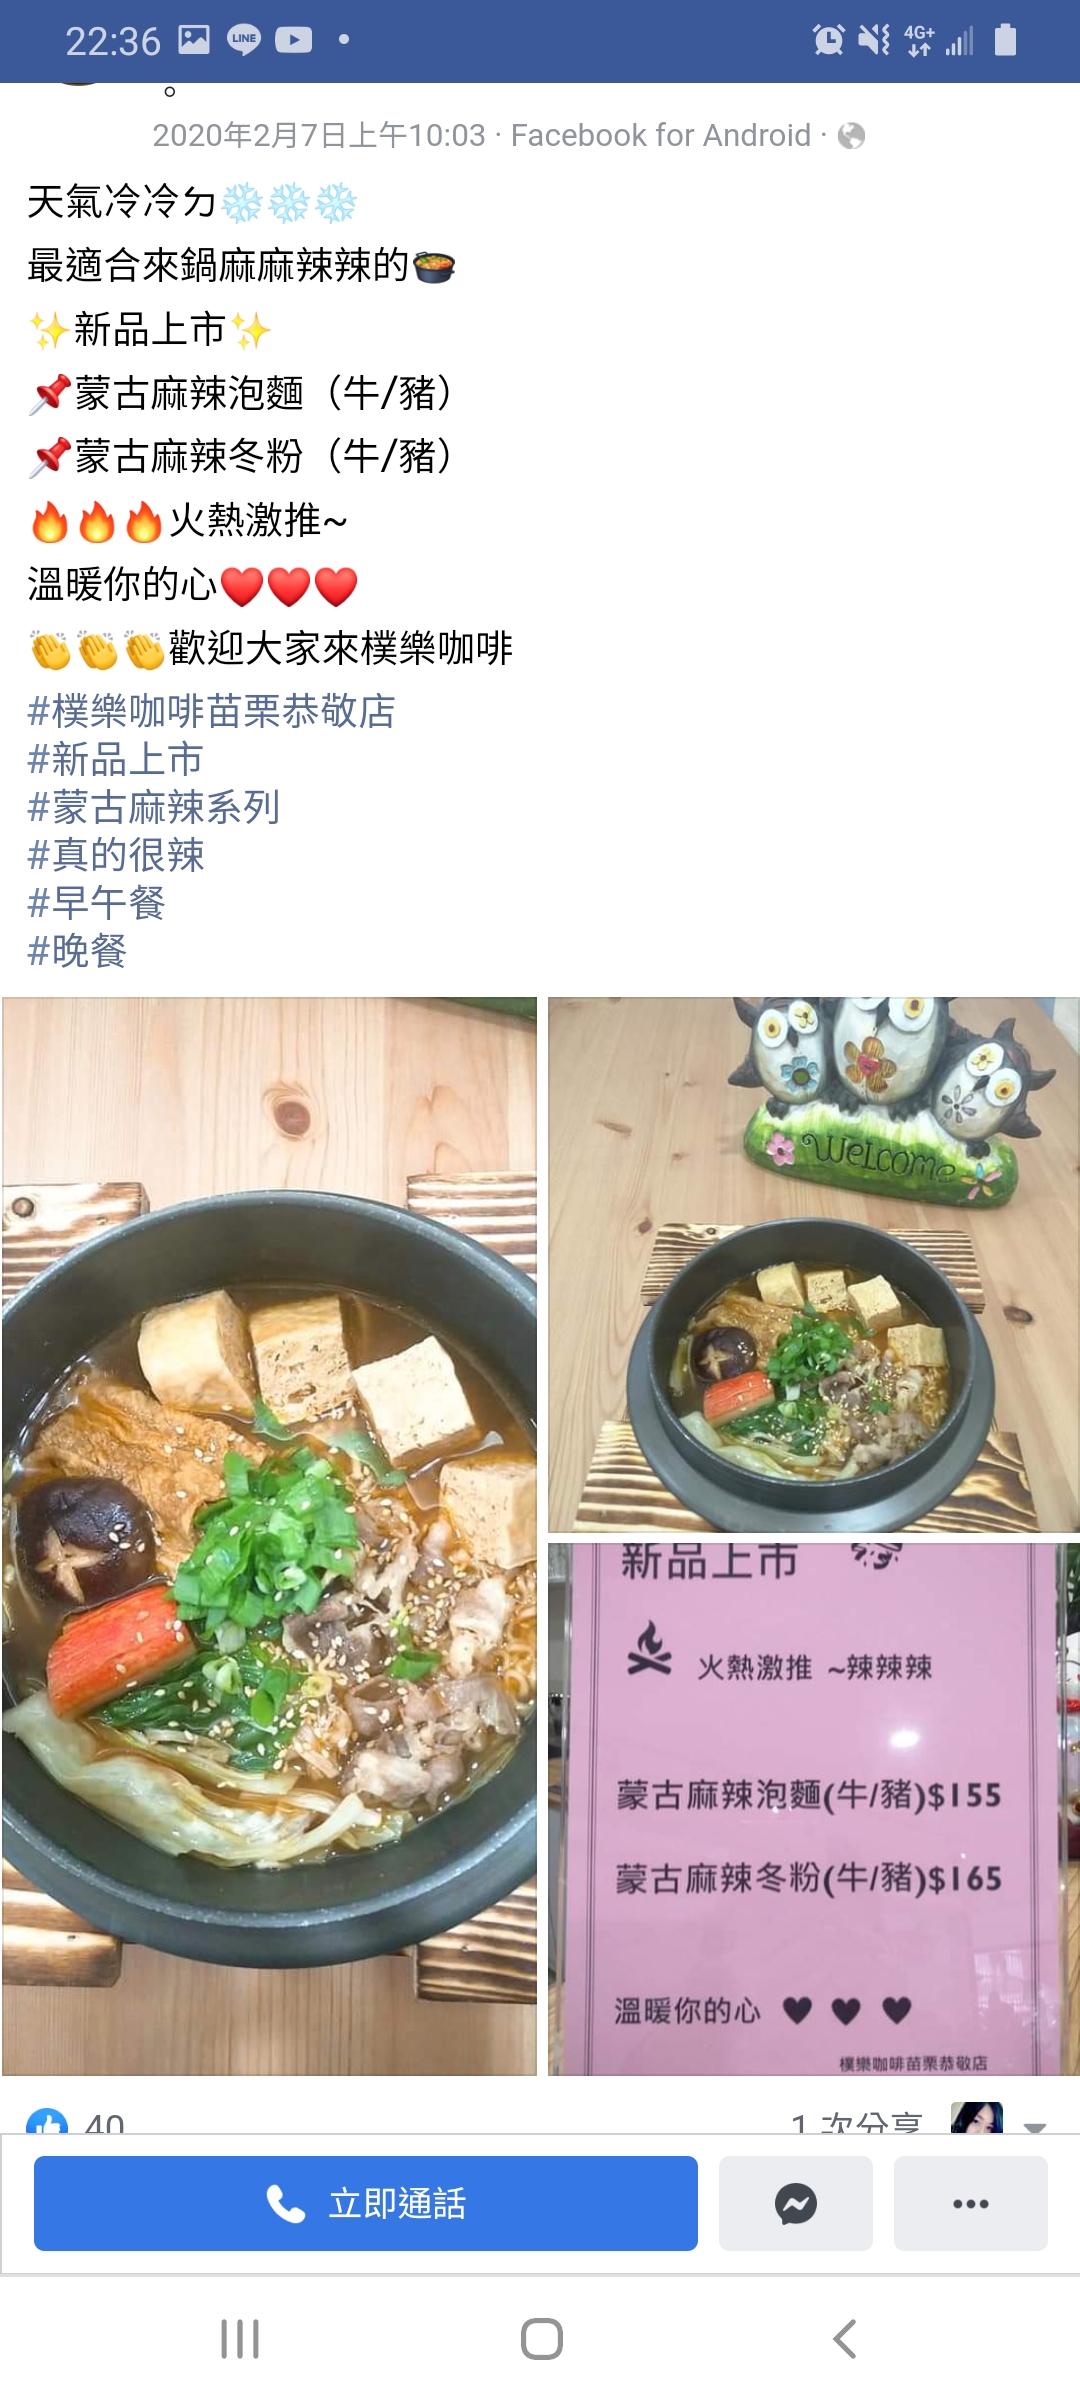 22:36
LINE
4G+
。
2020年2月7日上午10:03 · Facebook for Android ·
天氣冷冷ㄉ❄️❄️❄️
最適合來鍋麻麻辣辣的🍲
✨新品上市✨
📌蒙古麻辣泡麵（牛/豬）
📌蒙古麻辣冬粉（牛/豬）
🔥🔥🔥火熱激推~
溫暖你的心❤️❤️❤️
👏👏👏歡迎大家來樸樂咖啡
#樸樂咖啡苗栗恭敬店
#新品上市
#蒙古麻辣系列
#真的很辣
#早午餐
#晚餐
Welcome
新品上市
火熱激推 ~辣辣辣
蒙古麻辣泡麵(牛/豬)$155
蒙古麻辣冬粉(牛/豬)$165
溫暖你的心 ♥ ♥ ♥
樸樂咖啡苗栗恭敬店
40
1 次分享
立即通話